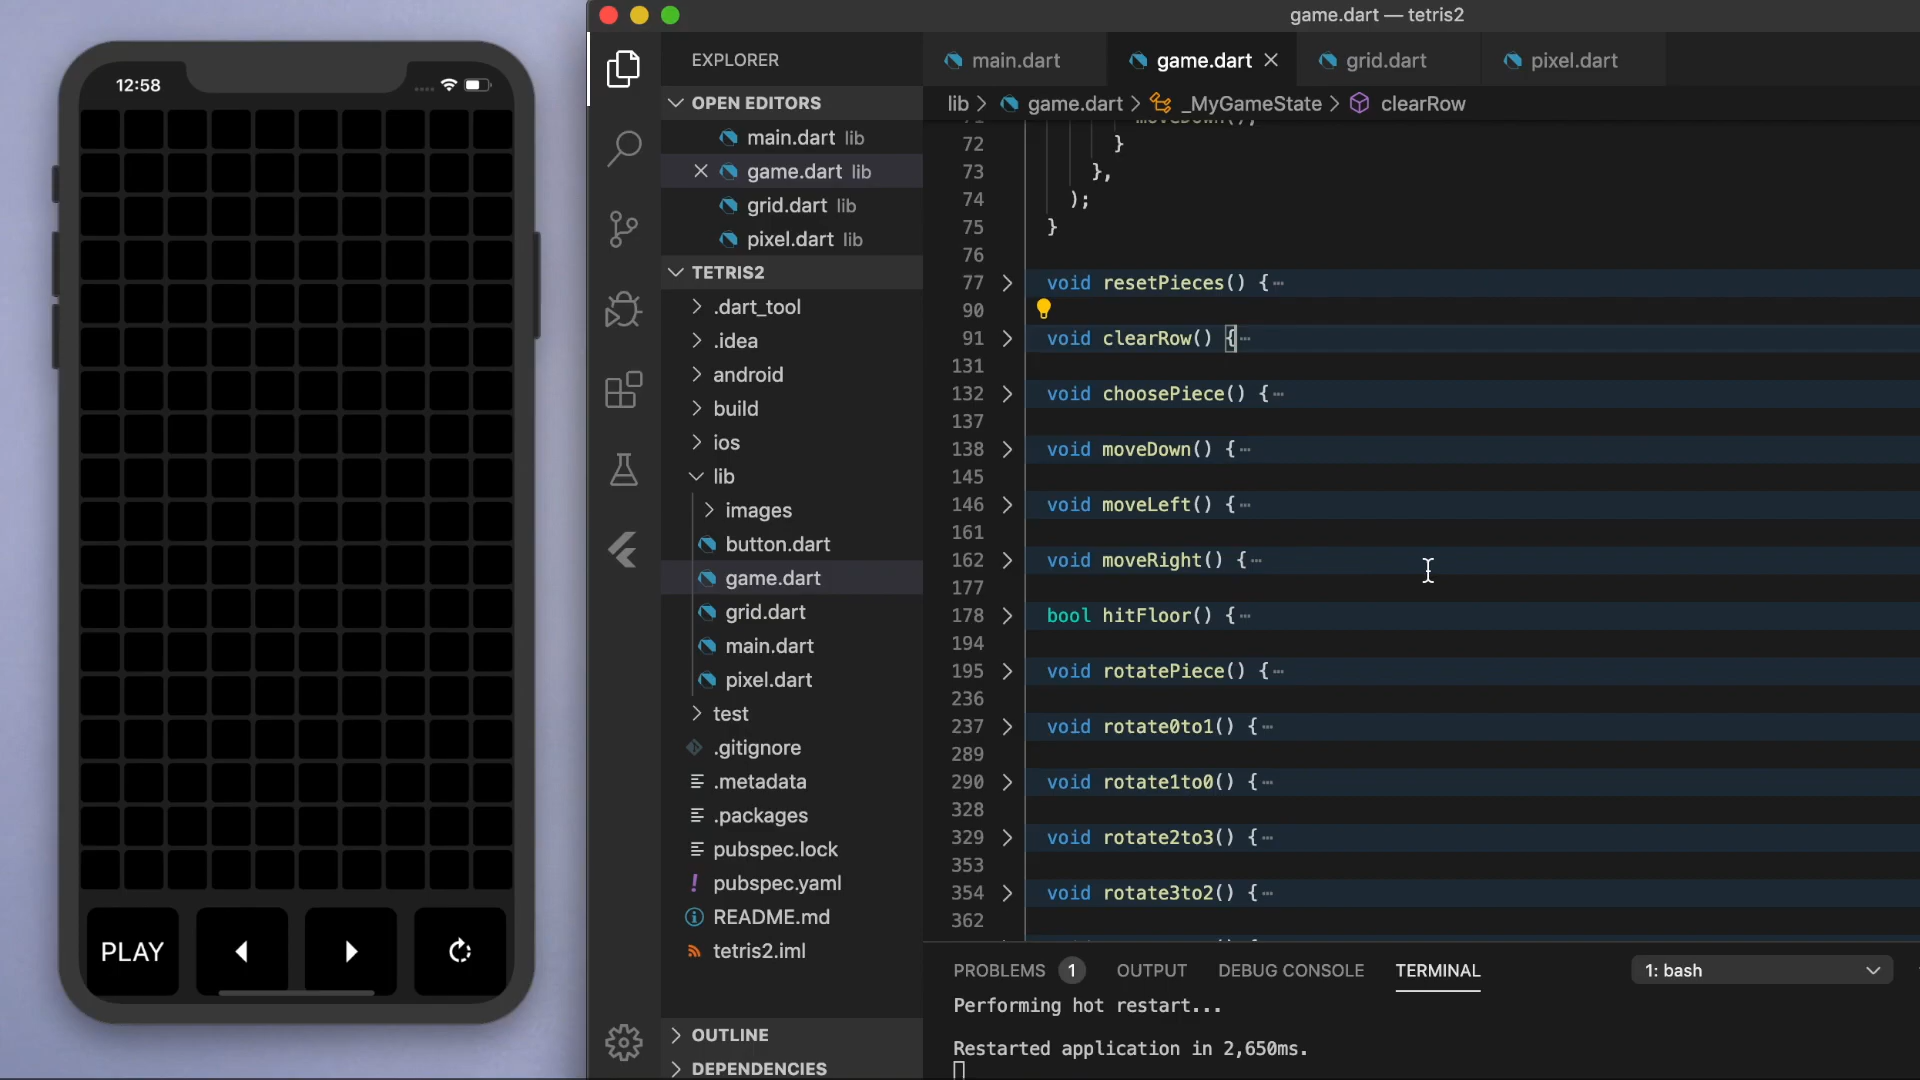 12:58
PLAY
game.dart — tetris2
EXPLORER
OPEN EDITORS
main.dart lib
game.dart lib
grid.dart lib
pixel.dart lib
TETRIS2
.dart_tool
.idea
android
build
ios
lib
images
button.dart
game.dart
grid.dart
main.dart
pixel.dart
test
.gitignore
.metadata
.packages
pubspec.lock
pubspec.yaml
README.md
tetris2.iml
OUTLINE
DEPENDENCIES
main.dart
game.dart
grid.dart
pixel.dart
lib > game.dart > _MyGameState > clearRow
71 moveDown();
72 }
73 },
74 );
75 }
76
77 void resetPieces() {
90
91 void clearRow() {
131
132 void choosePiece() {
137
138 void moveDown() {
145
146 void moveLeft() {
161
162 void moveRight() {
177
178 bool hitFloor() {
194
195 void rotatePiece() {
236
237 void rotate0to1() {
289
290 void rotate1to0() {
328
329 void rotate2to3() {
353
354 void rotate3to2() {
362
PROBLEMS 1 OUTPUT DEBUG CONSOLE TERMINAL 1: bash
Performing hot restart...
Restarted application in 2,650ms.